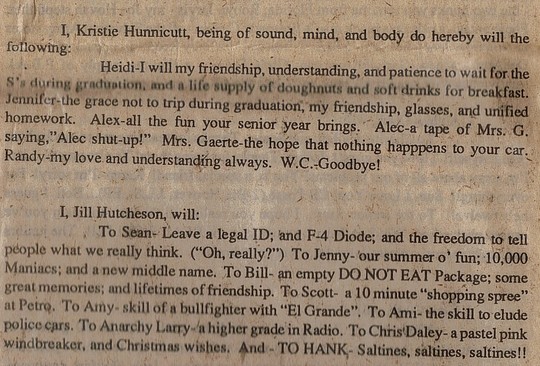 I, Kristie Hunnicutt, being of sound, mind, and body do hereby will the
following:
Heidi-I will my friendship, understanding, and patience to wait for the
S's during graduation, and a life supply of doughnuts and soft drinks for breakfast.
Jennifer-the grace not to trip during graduation, my friendship, glasses, and unified
homework. Alex-all the fun your senior year brings. Alec-a tape of Mrs. G.
saying,"Alec shut-up!" Mrs. Gaerte-the hope that nothing happpens to your car.
Randy-my love and understanding always. W.C.-Goodbye!
I, Jill Hutcheson, will:
To Sean- Leave a legal ID; and F-4 Diode; and the freedom to tell
people what we really think. ("Oh, really?") To Jenny- our summer o' fun; 10,000
Maniacs; and a new middle name. To Bill- an empty DO NOT EAT Package; some
great memories; and lifetimes of friendship. To Scott- a 10 minute "shopping spree"
at Petro. To Amy- skill of a bullfighter with "El Grande". To Ami- the skill to elude
police cars. To Anarchy Larry- a higher grade in Radio. To Chris Daley- a pastel pink
windbreaker, and Christmas wishes. And - TO HANK- Saltines, saltines, saltines!!